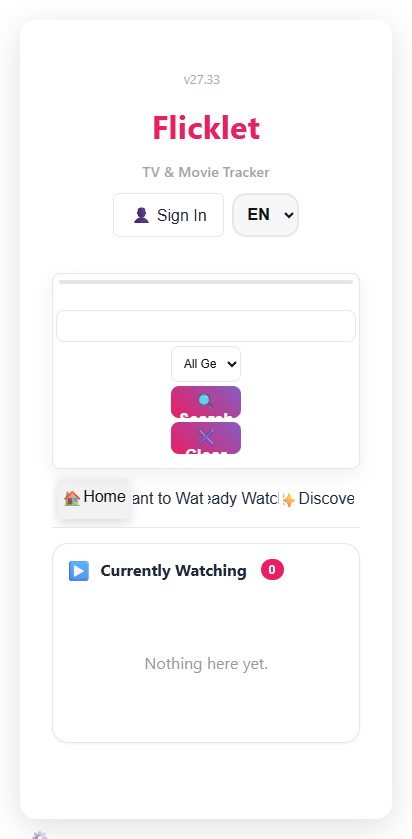 v27.33
Flicklet
TV & Movie Tracker
Sign In
EN
All Ge
Search
Clear
Home ant to Wat eady Watcl Discove
Currently Watching 0
Nothing here yet.